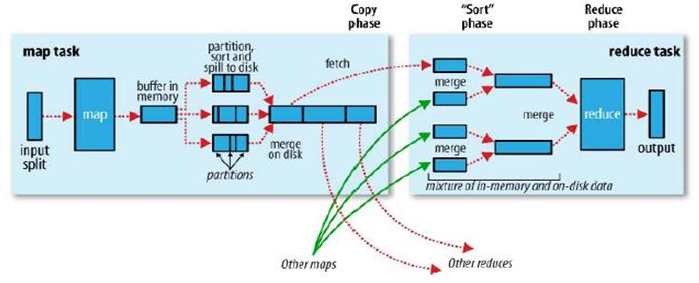 Copy
phase
"Sort"
phase
Reduce
phase
map task
reduce task
partition,
sort and
spill to disk
fetch
buffer in
memory
map
input
split
merge
on disk
partitions
merge
merge
merge
reduce
output
mixture of in-memory and on-disk data
Other maps
Other reduces